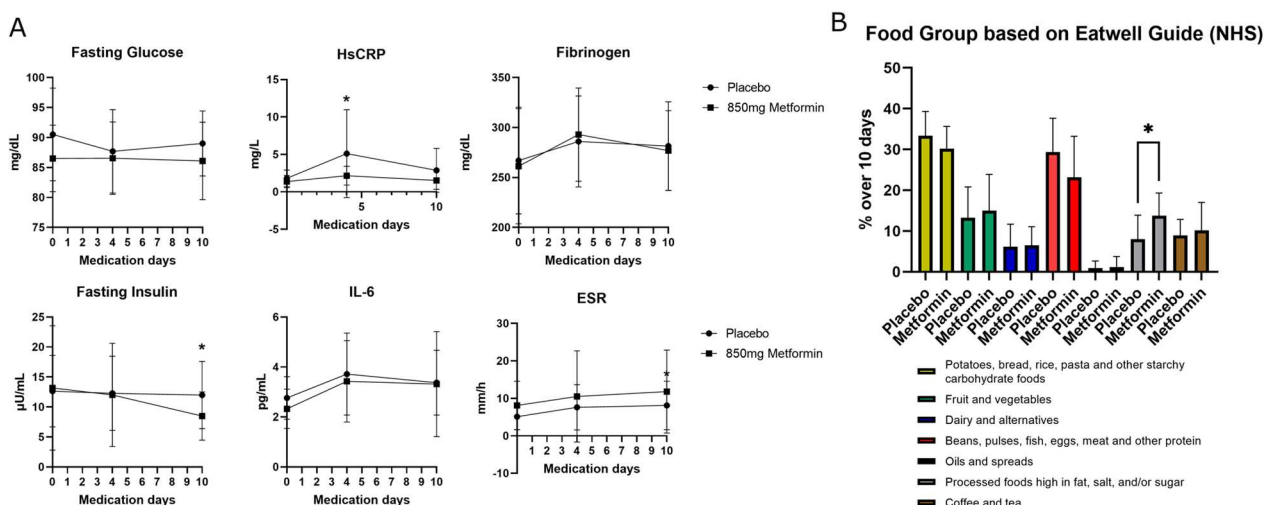 A
Fasting Glucose
mg/dL
100
95
90
85
80
75
0 1 2 3 4 5 6 7 8 9 10
Medication days
HsCRP
mg/L
15
10
5
0
-5
5 10
*
Medication days
Fibrinogen
mg/dL
350
300
250
200
0 1 2 3 4 5 6 7 8 9 10
Medication days
Placebo
850mg Metformin
Fasting Insulin
µU/mL
25
20
15
10
5
0
*
0 1 2 3 4 5 6 7 8 9 10
Medication days
IL-6
pg/mL
6
4
2
0
0 1 2 3 4 5 6 7 8 9 10
Medication days
ESR
mm/h
30
20
10
0
-10
*
1 2 3 4 5 6 7 8 9 10
Medication days
Placebo
850mg Metformin
B
Food Group based on Eatwell Guide (NHS)
% over 10 days
50
40
30
20
10
0
*
Placebo
Metformin
Placebo
Metformin
Placebo
Metformin
Placebo
Metformin
Placebo
Metformin
Placebo
Metformin
Placebo
Metformin
Potatoes, bread, rice, pasta and other starchy
carbohydrate foods
Fruit and vegetables
Dairy and alternatives
Beans, pulses, fish, eggs, meat and other protein
Oils and spreads
Processed foods high in fat, salt, and/or sugar
Coffee and tea